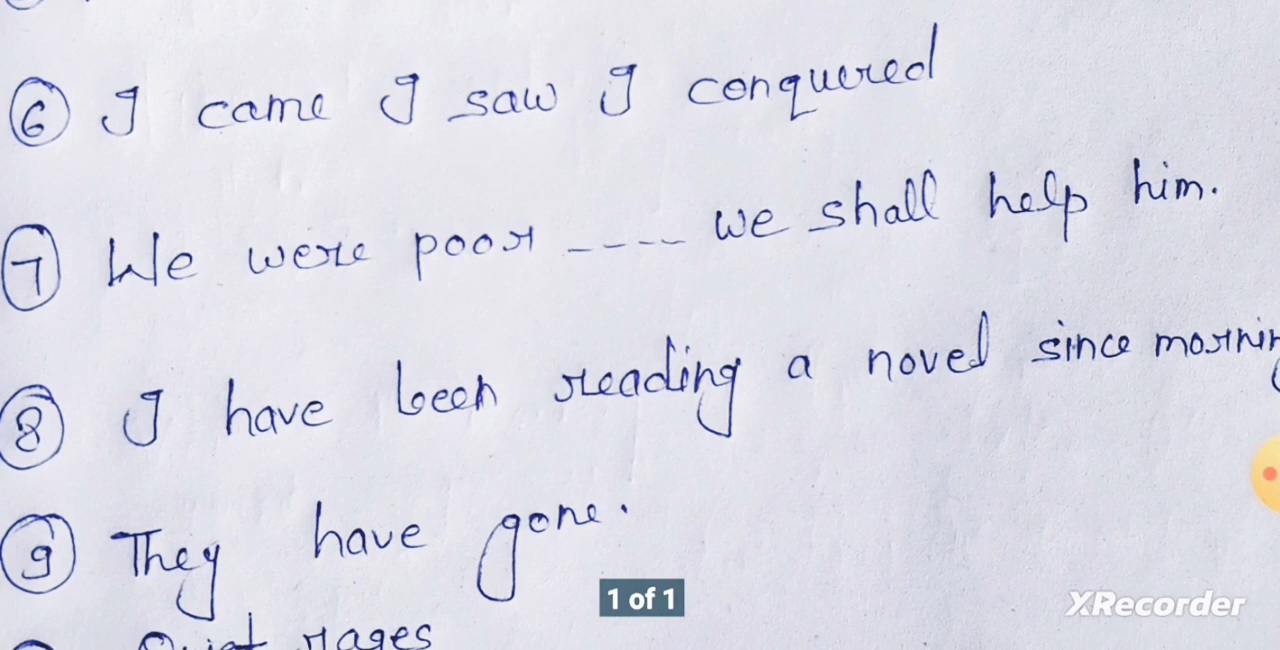 6 I came I saw I conquered
7 We were poor ---- we shall help him.
8 I have been reading a novel since
9 They have gone.
1 of 1
XRecorder
rages